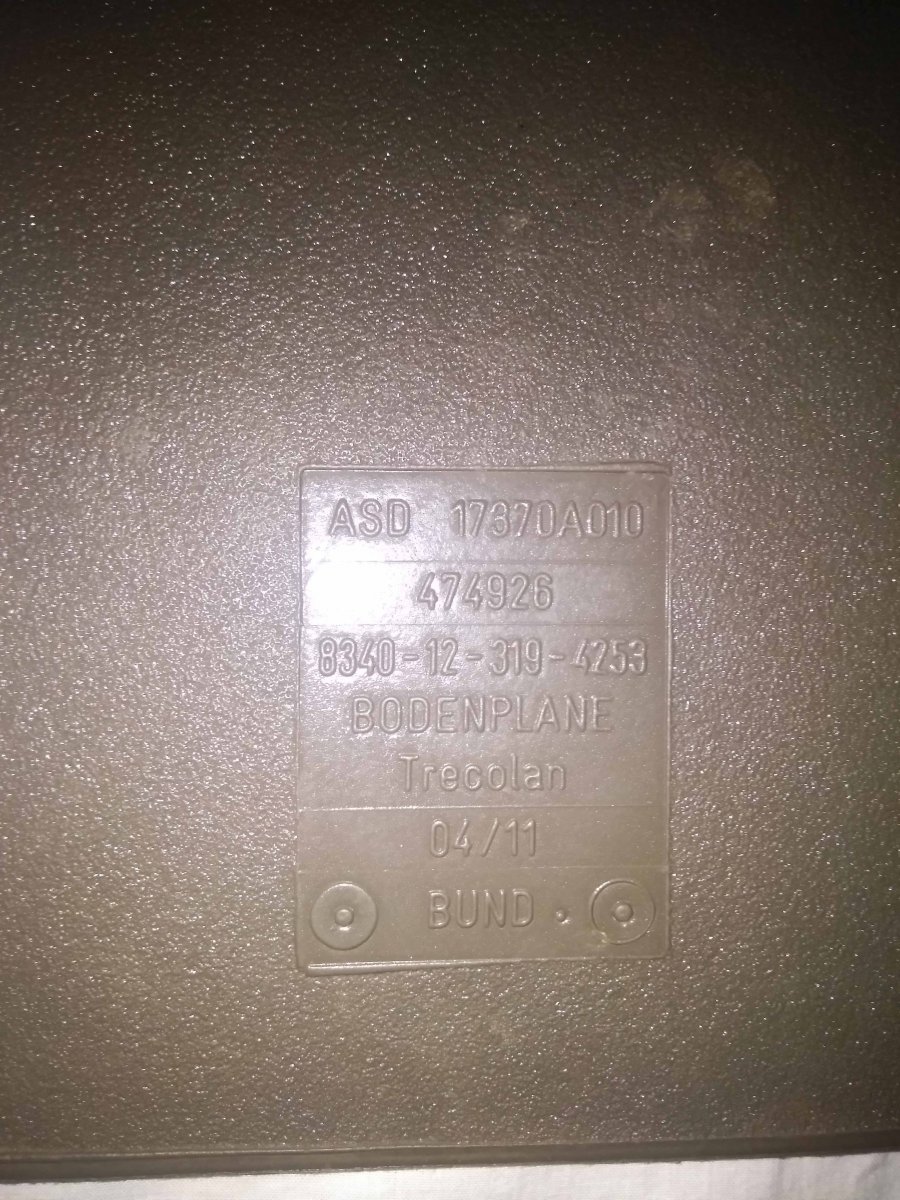 ASD 17370A010
474926
8340-12-319-4253
BODENPLANE
Trecolan
04/11
BUND